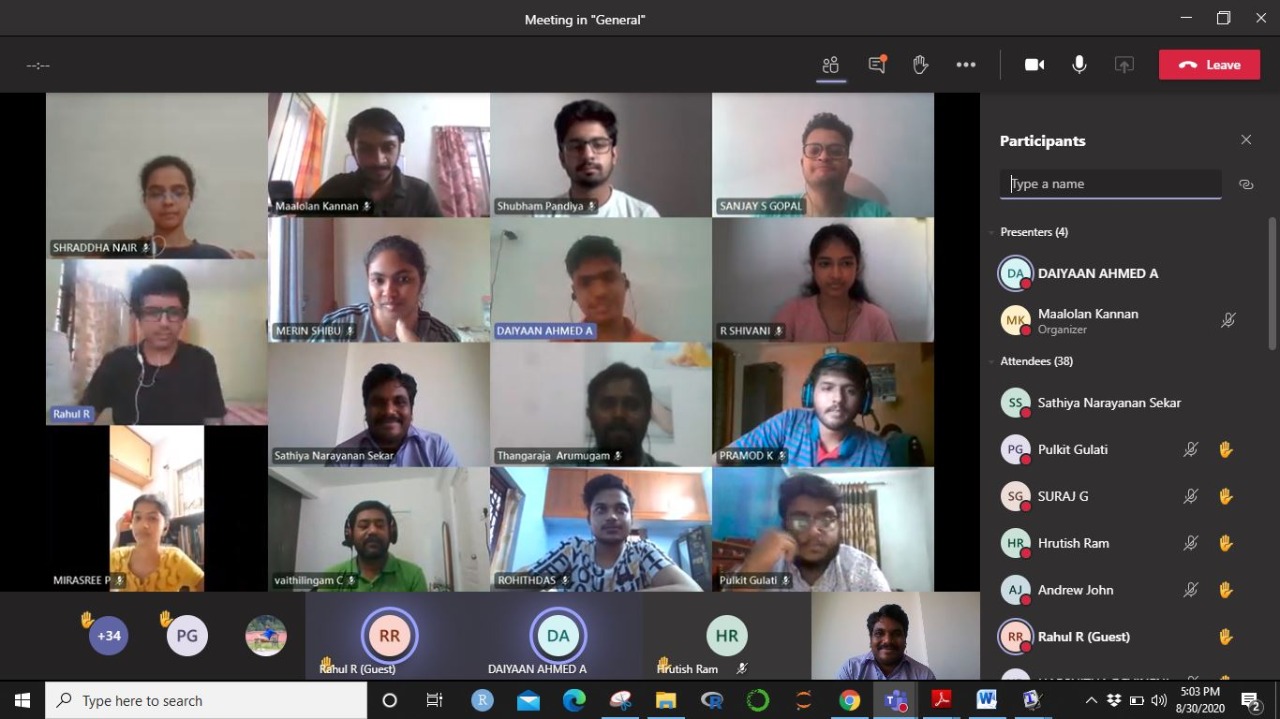 Meeting in "General"
--:--
Leave
SHRADDHA NAIR
Maalolan Kannan
Shubham Pandiya
SANJAY S GOPAL
Rahul R
MERIN SHIBU
DAIYAAN AHMED A
R SHIVANI
Sathiya Narayanan Sekar
Thangaraja Arumugam
PRAMOD K
MIRASREE P
vaithilingam C
ROHITHDAS
Pulkit Gulati
+34
PG
RR
Rahul R (Guest)
DA
DAIYAAN AHMED A
HR
Hrutish Ram
Participants
Type a name
Presenters (4)
DA DAIYAAN AHMED A
MK Maalolan Kannan
Organizer
Attendees (38)
SS Sathiya Narayanan Sekar
PG Pulkit Gulati
SG SURAJ G
HR Hrutish Ram
AJ Andrew John
RR Rahul R (Guest)
Type here to search
5:03 PM
8/30/2020
2